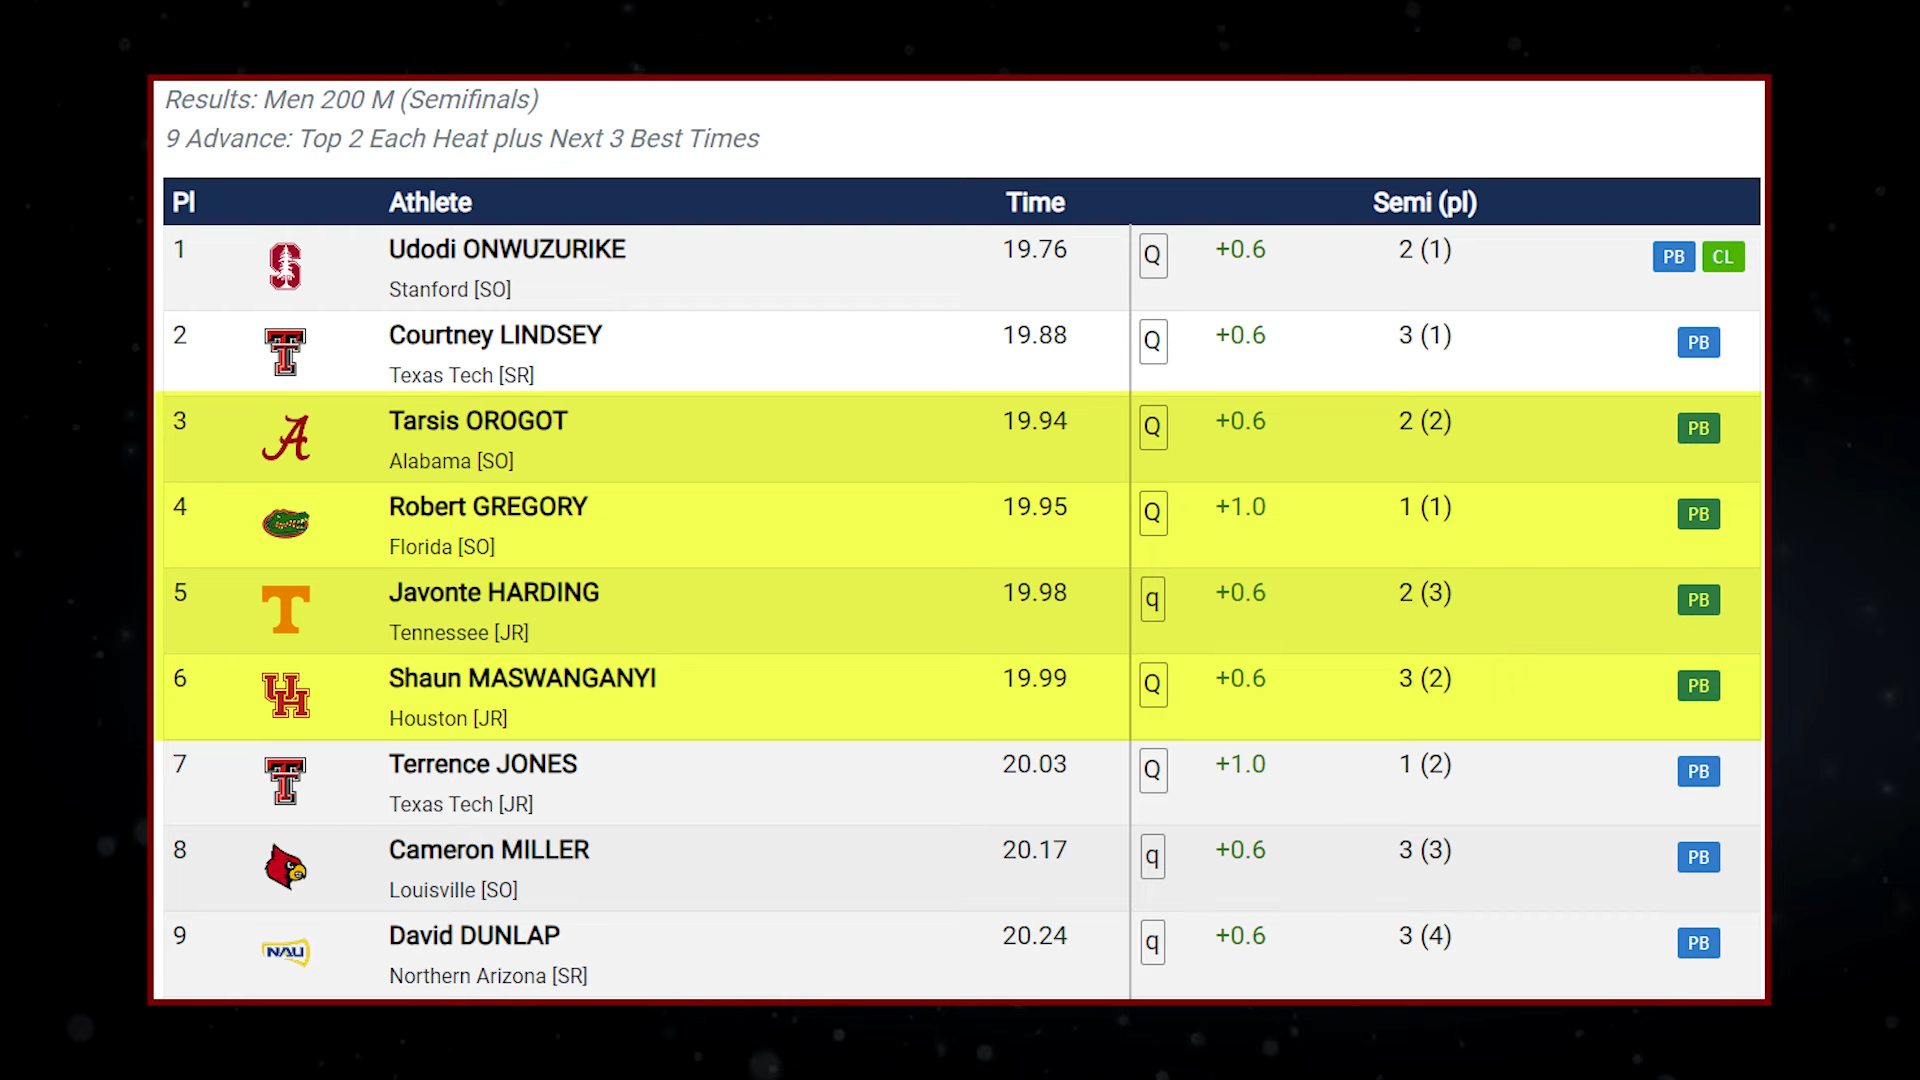 Results: Men 200 M (Semifinals)
9 Advance: Top 2 Each Heat plus Next 3 Best Times
Pl Athlete Time Semi (pl)
1 Udodi ONWUZURIKE 19.76 Q +0.6 2 (1) PB CL
Stanford [SO]
2 Courtney LINDSEY 19.88 Q +0.6 3 (1) PB
Texas Tech [SR]
3 Tarsis OROGOT 19.94 Q +0.6 2 (2) PB
Alabama [SO]
4 Robert GREGORY 19.95 Q +1.0 1 (1) PB
Florida [SO]
5 Javonte HARDING 19.98 q +0.6 2 (3) PB
Tennessee [JR]
6 Shaun MASWANGANYI 19.99 Q +0.6 3 (2) PB
Houston [JR]
7 Terrence JONES 20.03 Q +1.0 1 (2) PB
Texas Tech [JR]
8 Cameron MILLER 20.17 q +0.6 3 (3) PB
Louisville [SO]
9 NAU David DUNLAP 20.24 q +0.6 3 (4) PB
Northern Arizona [SR]